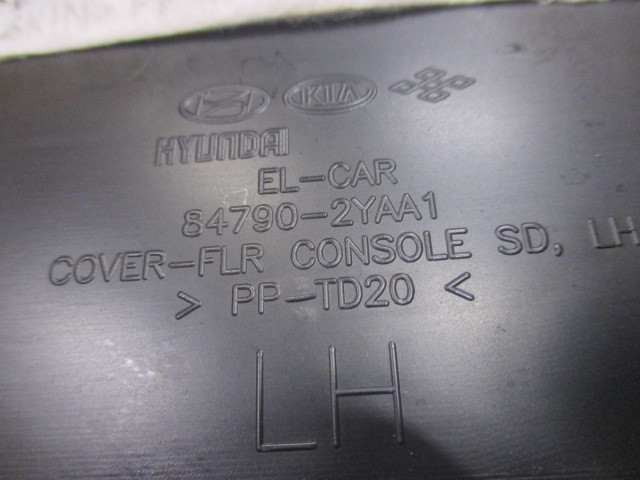 KIA
HYUNDAI
EL-CAR
84790-2YAA1
COVER-FLR CONSOLE SD, LH
> PP-TD20 <
LH